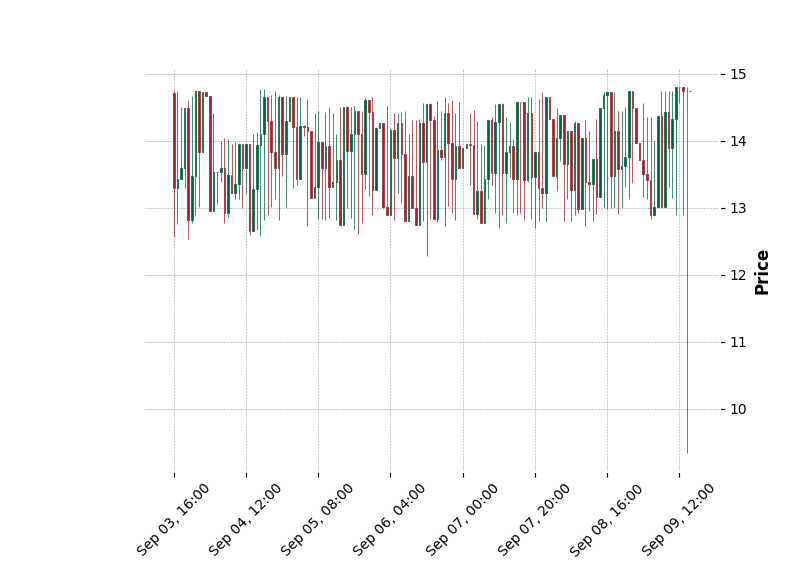 15
14
13
12
11
10
Price
Sep 03, 16:00
Sep 04, 12:00
Sep 05, 08:00
Sep 06, 04:00
Sep 07, 00:00
Sep 07, 20:00
Sep 08, 16:00
Sep 09, 12:00